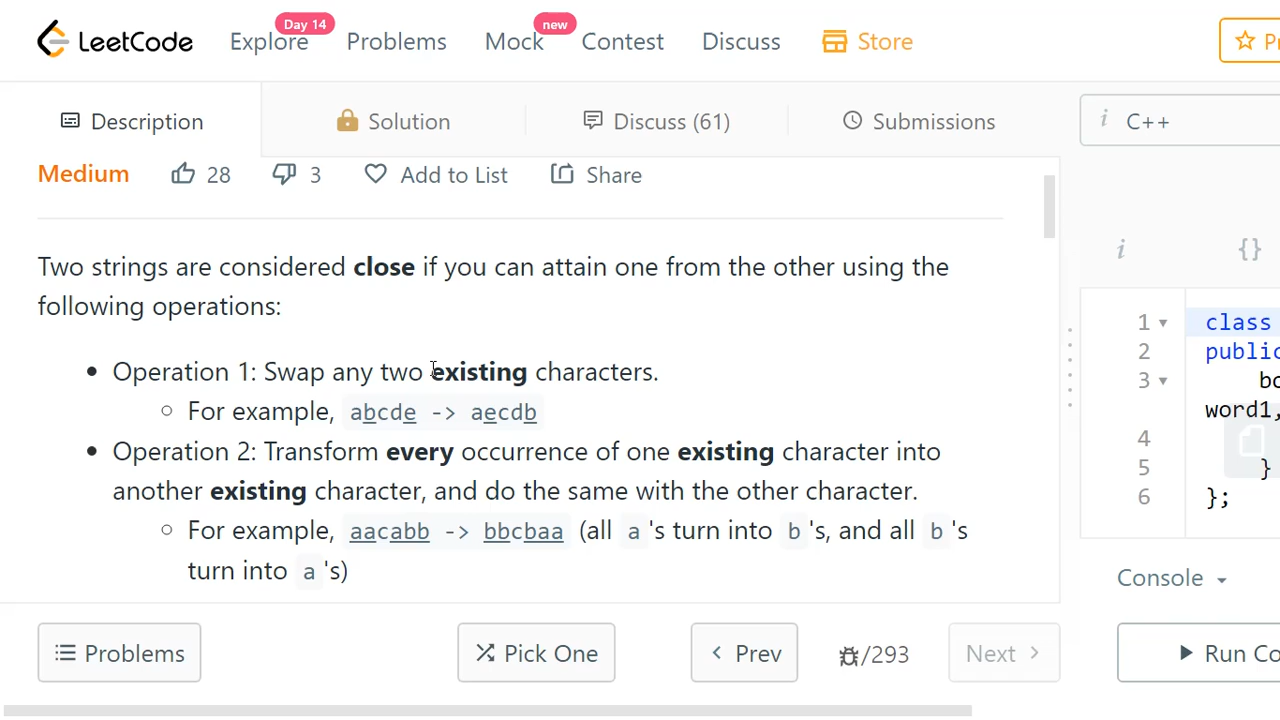 Day 14
new
LeetCode Explore Problems Mock Contest Discuss Store
Description Solution Discuss (61) Submissions i C++
Medium 28 3 Add to List Share
Two strings are considered close if you can attain one from the other using the
following operations:
• Operation 1: Swap any two existing characters.
○ For example, abcde -> aecdb
• Operation 2: Transform every occurrence of one existing character into
another existing character, and do the same with the other character.
○ For example, aacabb -> bbcbaa (all a 's turn into b 's, and all b 's
turn into a 's)
i {}
1 class
2 public
3 bo
word1,
4
5 }
6 };
Console
Problems Pick One < Prev /293 Next > Run Co